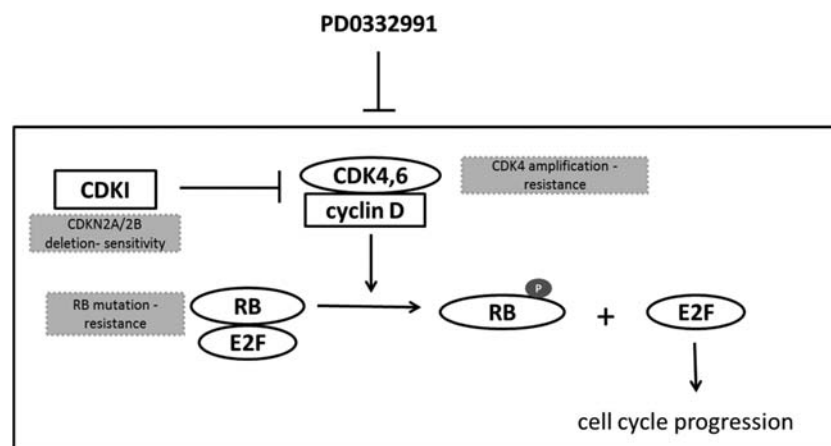 PD0332991
CDKI
CDKN2A/2B
deletion- sensitivity
CDK4,6
cyclin D
CDK4 amplification -
resistance
RB mutation -
resistance
RB
E2F
P
RB
+
E2F
cell cycle progression